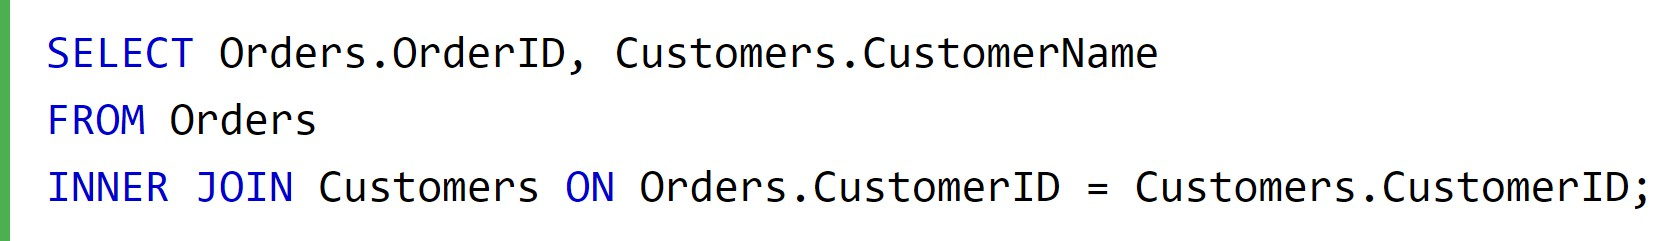 SELECT Orders.OrderID, Customers.CustomerName
FROM Orders
INNER JOIN Customers ON Orders.CustomerID = Customers.CustomerID;